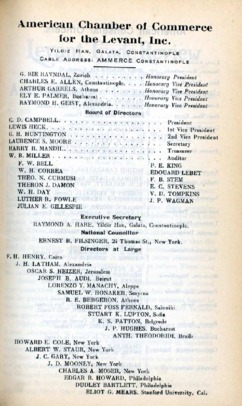 American Chamber of Commerce
for the Levant, Inc.
YILDIZ HAN, GALATA, CONSTANTINOPLE
CABLE ADDRESS: AMMERCE CONSTANTINOPLE
G. BIE RAVNDAL, Zurich . . . . . . . Honorary President
CHARLES E. ALLEN, Constantinople. . . . Honorary Vice President
ARTHUR GARRELS, Athens . . . . . . . Honorary Vice President
ELY E. PALMER, Bucharest . . . . . . Honorary Vice President
RAYMOND H. GEIST, Alexandria. . . . . . Honorary Vice President
Board of Directors
C. D. CAMPBELL. . . . . . . . . . President
LEWIS HECK. . . . . . . . . . 1st Vice President
G. H. HUNTINGTON . . . . . . . . . 2nd Vice President
LAURENCE S. MOORE . . . . . . . . . Secretary
HARRY R. MANDIL. . . . . . . . . . Treasurer
W. B. MILLER . . . . . . . . . . Auditor
F. W. BELL
P. E. KING
W. H. CORREA
EDOUARD LEBET
THEO. N. CURMUSI
F. B. STEM
THERON J. DAMON
E. C. STEVENS
W. H. DAY
V. D. TOMPKINS
LUTHER R. FOWLE
J. P. WAGMAN
JULIAN E. GILLESPIE
Executive Secretary
RAYMOND A. HARE, Yildiz Han, Galata, Constantinople.
National Councillor
ERNEST B. FILSINGER, 2i Thomas St., New York.
Directors at Large
F. H. HENRY, Cairo
J. H. LATHAM, Alexandria
OSCAR S. HEIZER, Jerusalem
JOSEPH B. AUDI, Beirut
LORENZO Y. MANACHY, Aleppo
SAMUEL W. HONAKER, Smyrna
R. E. BERGERON, Athens
ROBERT FOSS FERNALD, Saloniki
STUART K. LUPTON, Sofia
K. S. PATTON, Belgrade
J. P. HUGHES, Bucharest
ANTH. THEODORIDI, Braila
HOWARD E. COLE, New York
ALBERT W. STAUB, New York
J. C. GARY, New York
J. D. MOONEY, New York
CHARLES A. MOSER, New York
EDGAR B. HOWARD, Philadelphia
DUDLEY BARTLETT, Philadelphia
ELIOT G. MEARS, Stanford University, Cal.